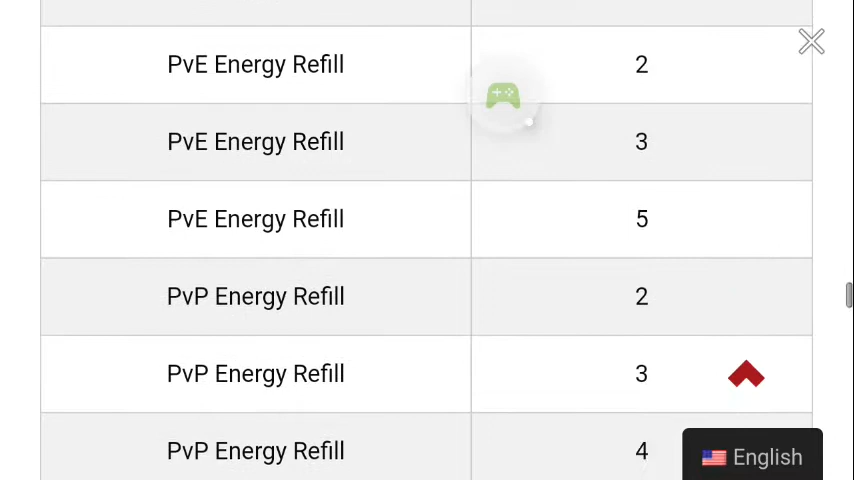 PvE Energy Refill 2
PvE Energy Refill 3
PvE Energy Refill 5
PvP Energy Refill 2
PvP Energy Refill 3
PvP Energy Refill 4
English